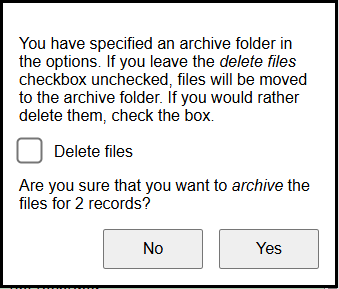 You have specified an archive folder in
the options. If you leave the delete files
checkbox unchecked, files will be moved
to the archive folder. If you would rather
delete them, check the box.
Delete files
Are you sure that you want to archive the
files for 2 records?
No
Yes